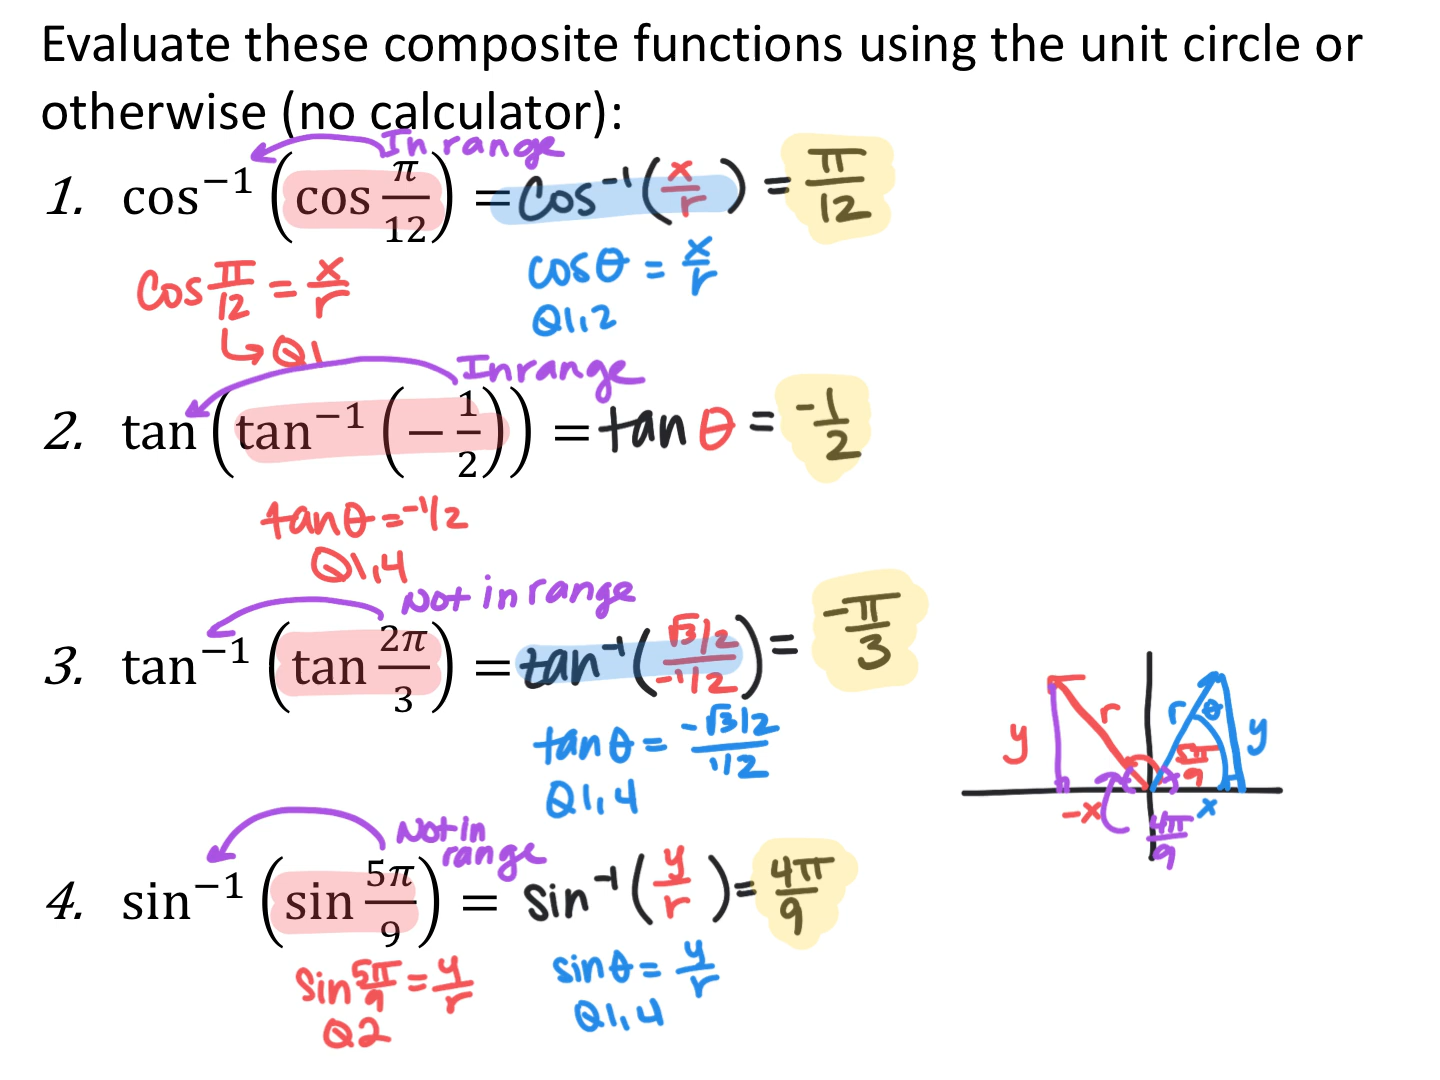 Evaluate these composite functions using the unit circle or
otherwise (no calculator):
In range
1. cos⁻¹(cos π/12) = cos⁻¹(x/r) = π/12
cos π/12 = x/r
↳ Q1
cosθ = x/r
Q1,2
In range
2. tan(tan⁻¹(−1/2)) = tan θ = -1/2
tanθ = -1/2
Q1,4
Not in range
3. tan⁻¹(tan 2π/3) = tan⁻¹(√3/2 / -1/2) = -π/3
tanθ = -√3/2 / 1/2
Q1,4
Not in
range
4. sin⁻¹(sin 5π/9) = sin⁻¹(y/r) = 4π/9
sin 5π/9 = y/r
Q2
sinθ = y/r
Q1,4
y r r θ y
5π/9
-x x
4π/9